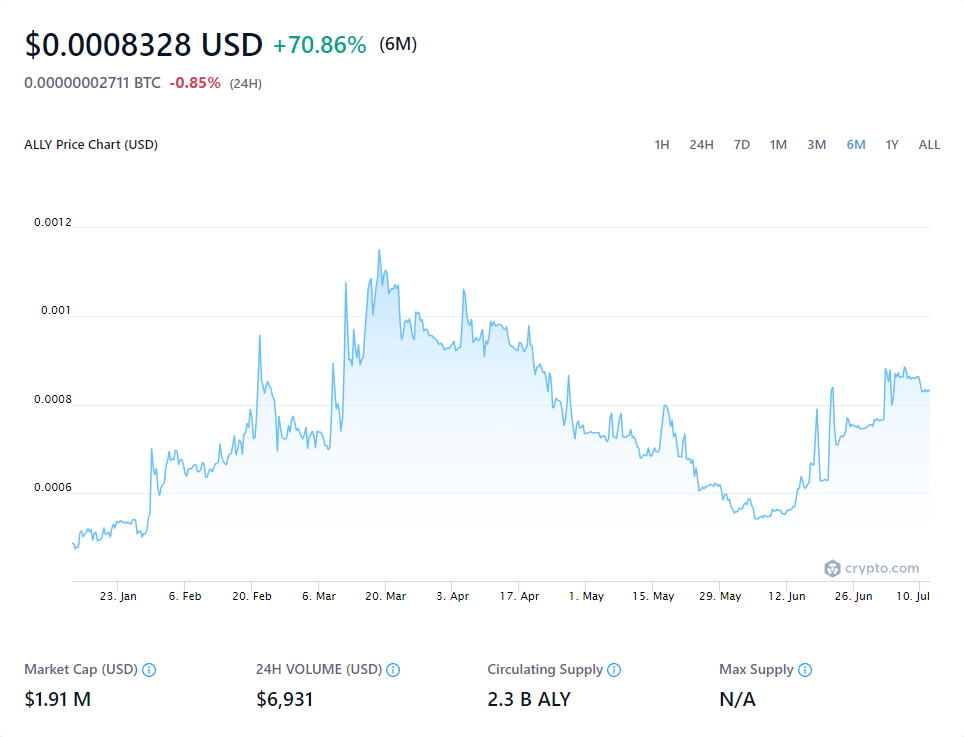 $0.0008328 USD +70.86% (6M)
0.00000002711 BTC -0.85% (24H)
ALLY Price Chart (USD) 1H 24H 7D 1M 3M 6M 1Y ALL
0.0012
0.001
0.0008
0.0006
crypto.com
23. Jan 6. Feb 20. Feb 6. Mar 20. Mar 3. Apr 17. Apr 1. May 15. May 29. May 12. Jun 26. Jun 10. Jul
Market Cap (USD) 24H VOLUME (USD) Circulating Supply Max Supply
$1.91 M $6,931 2.3 B ALY N/A